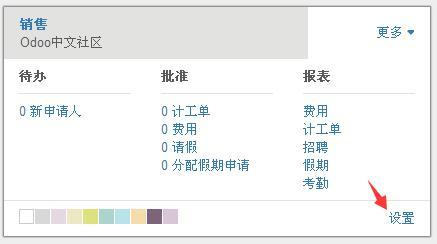 销售
Odoo中文社区
更多
待办
0 新申请人
批准
0 计工单
0 费用
0 请假
0 分配假期申请
报表
费用
计工单
招聘
假期
考勤
设置